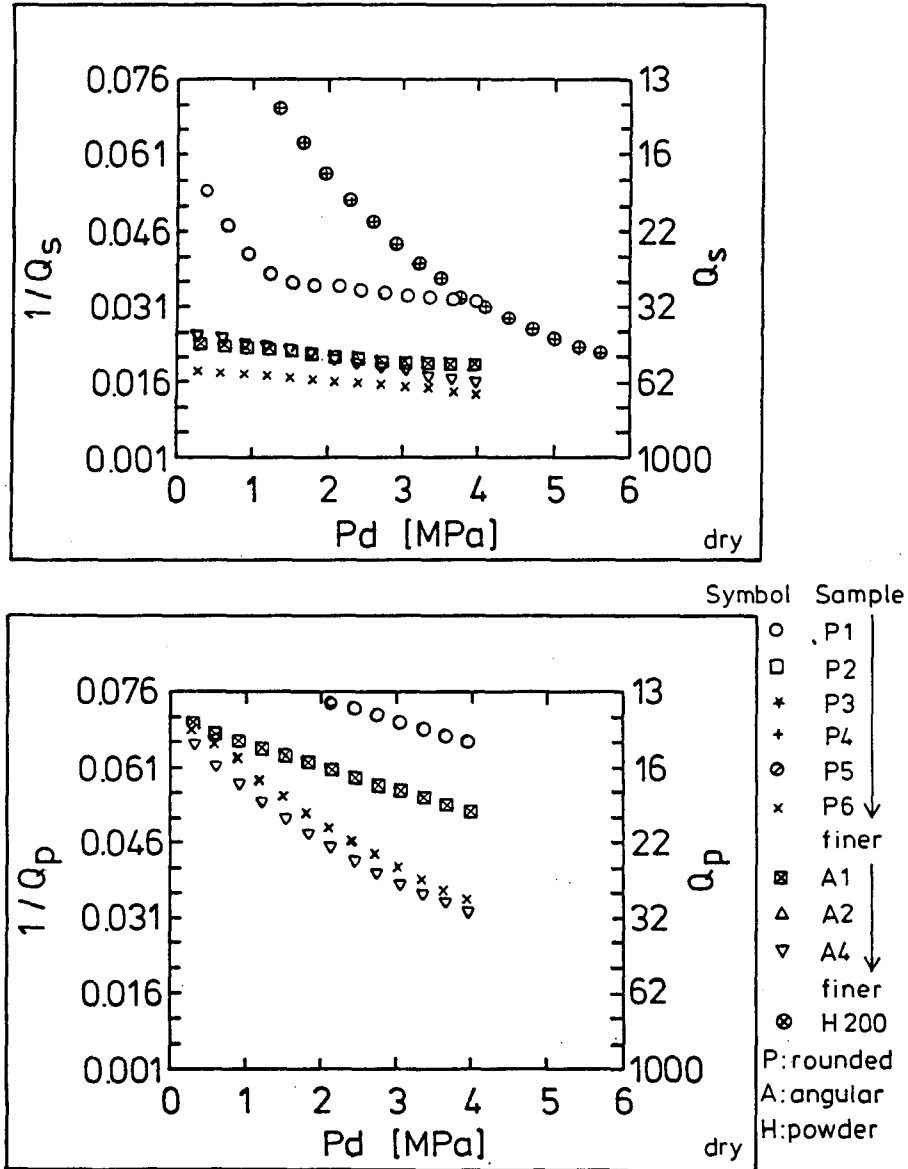 1/Qs
0.076
0.061
0.046
0.031
0.016
0.001
0 1 2 3 4 5 6
Pd [MPa]
13
16
22
32
62
1000
Qs
dry
1/Qp
0.076
0.061
0.046
0.031
0.016
0.001
0 1 2 3 4 5 6
Pd [MPa]
13
16
22
32
62
1000
Qp
dry
Symbol Sample
P1
P2
P3
P4
P5
P6
finer
A1
A2
A4
finer
H200
P:rounded
A:angular
H:powder